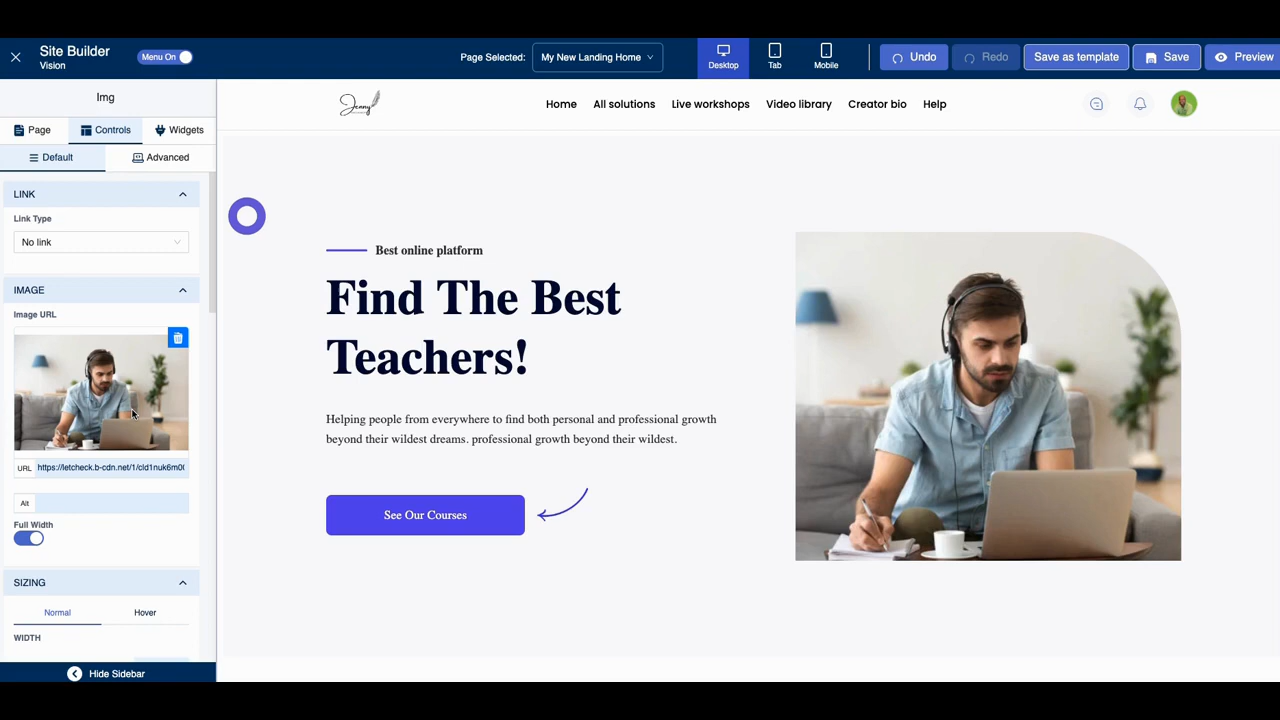 Site Builder
Vision
Menu On
Page Selected:
My New Landing Home
Desktop
Tab
Mobile
Undo
Redo
Save as template
Save
Preview
Img
Page
Controls
Widgets
Default
Advanced
LINK
Link Type
No link
IMAGE
Image URL
URL https://letcheck.b-cdn.net/1/cld1nuk6m0
Alt
Full Width
SIZING
Normal
Hover
WIDTH
Hide Sidebar
Jenny
Home
All solutions
Live workshops
Video library
Creator bio
Help
Best online platform
Find The Best
Teachers!
Helping people from everywhere to find both personal and professional growth
beyond their wildest dreams. professional growth beyond their wildest.
See Our Courses